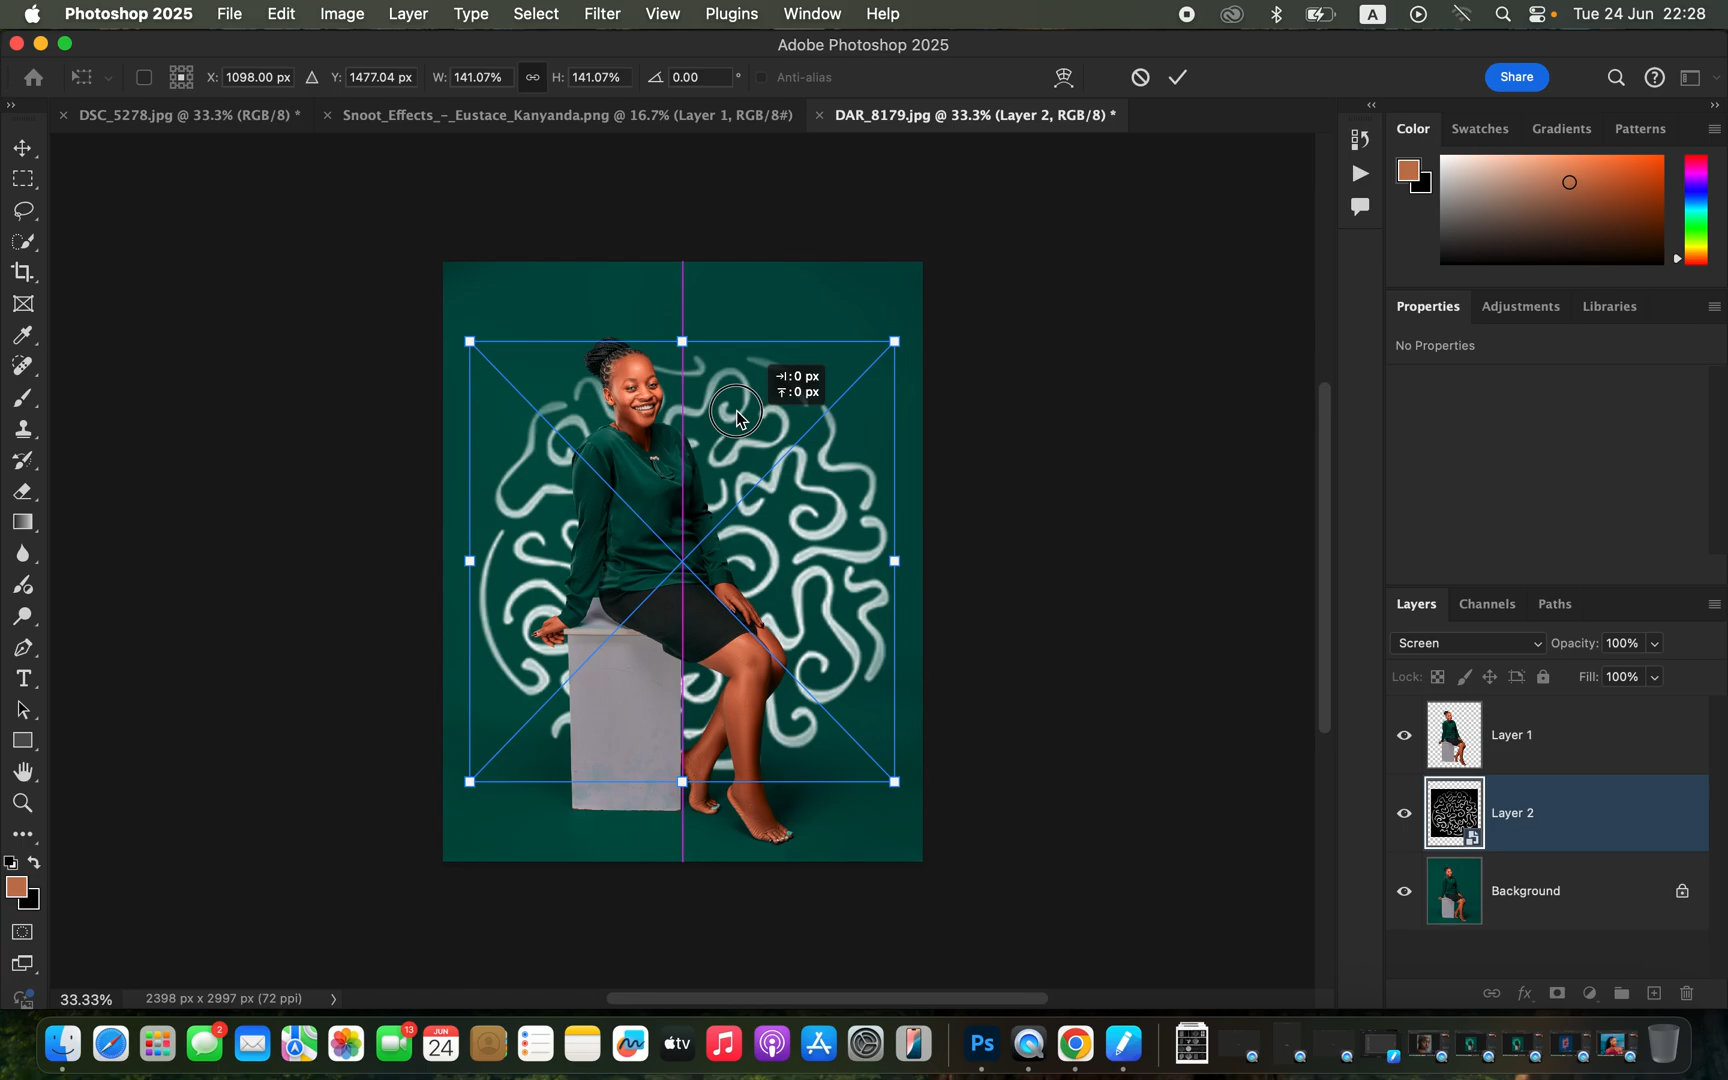 Photoshop 2025 File Edit Image Layer Type Select Filter View Plugins Window Help A Tue 24 Jun 22:28
Adobe Photoshop 2025
X: 1098.00 px Y: 1477.04 px W: 141.07% H: 141.07% 0.00 ° Anti-alias Share
DSC_5278.jpg @ 33.3% (RGB/8) * Snoot_Effects_-_Eustace_Kanyanda.png @ 16.7% (Layer 1, RGB/8#) DAR_8179.jpg @ 33.3% (Layer 2, RGB/8) *
Color Swatches Gradients Patterns
Properties Adjustments Libraries
No Properties
:0 px
:0 px
Layers Channels Paths
Screen Opacity: 100%
Lock: Fill: 100%
Layer 1
Layer 2
Background
33.33% 2398 px x 2997 px (72 ppi)
2
13
JUN
24
tv
Ps